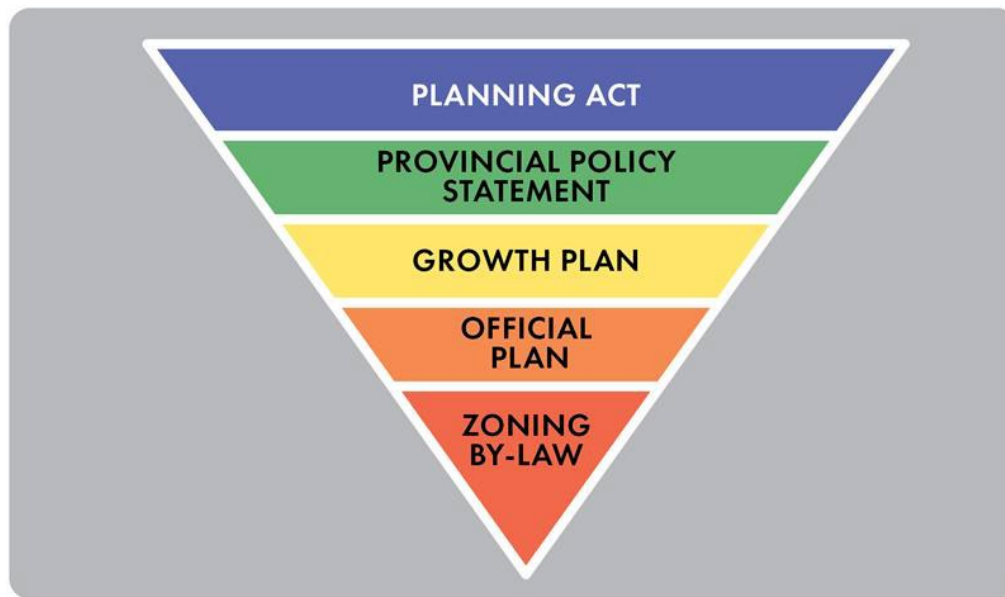 PLANNING ACT
PROVINCIAL POLICY
STATEMENT
GROWTH PLAN
OFFICIAL
PLAN
ZONING
BY-LAW